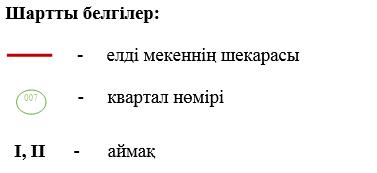 Шартты белгілер:
- елді мекеннің шекарасы
007 - квартал нөмірі
I, II - аймақ